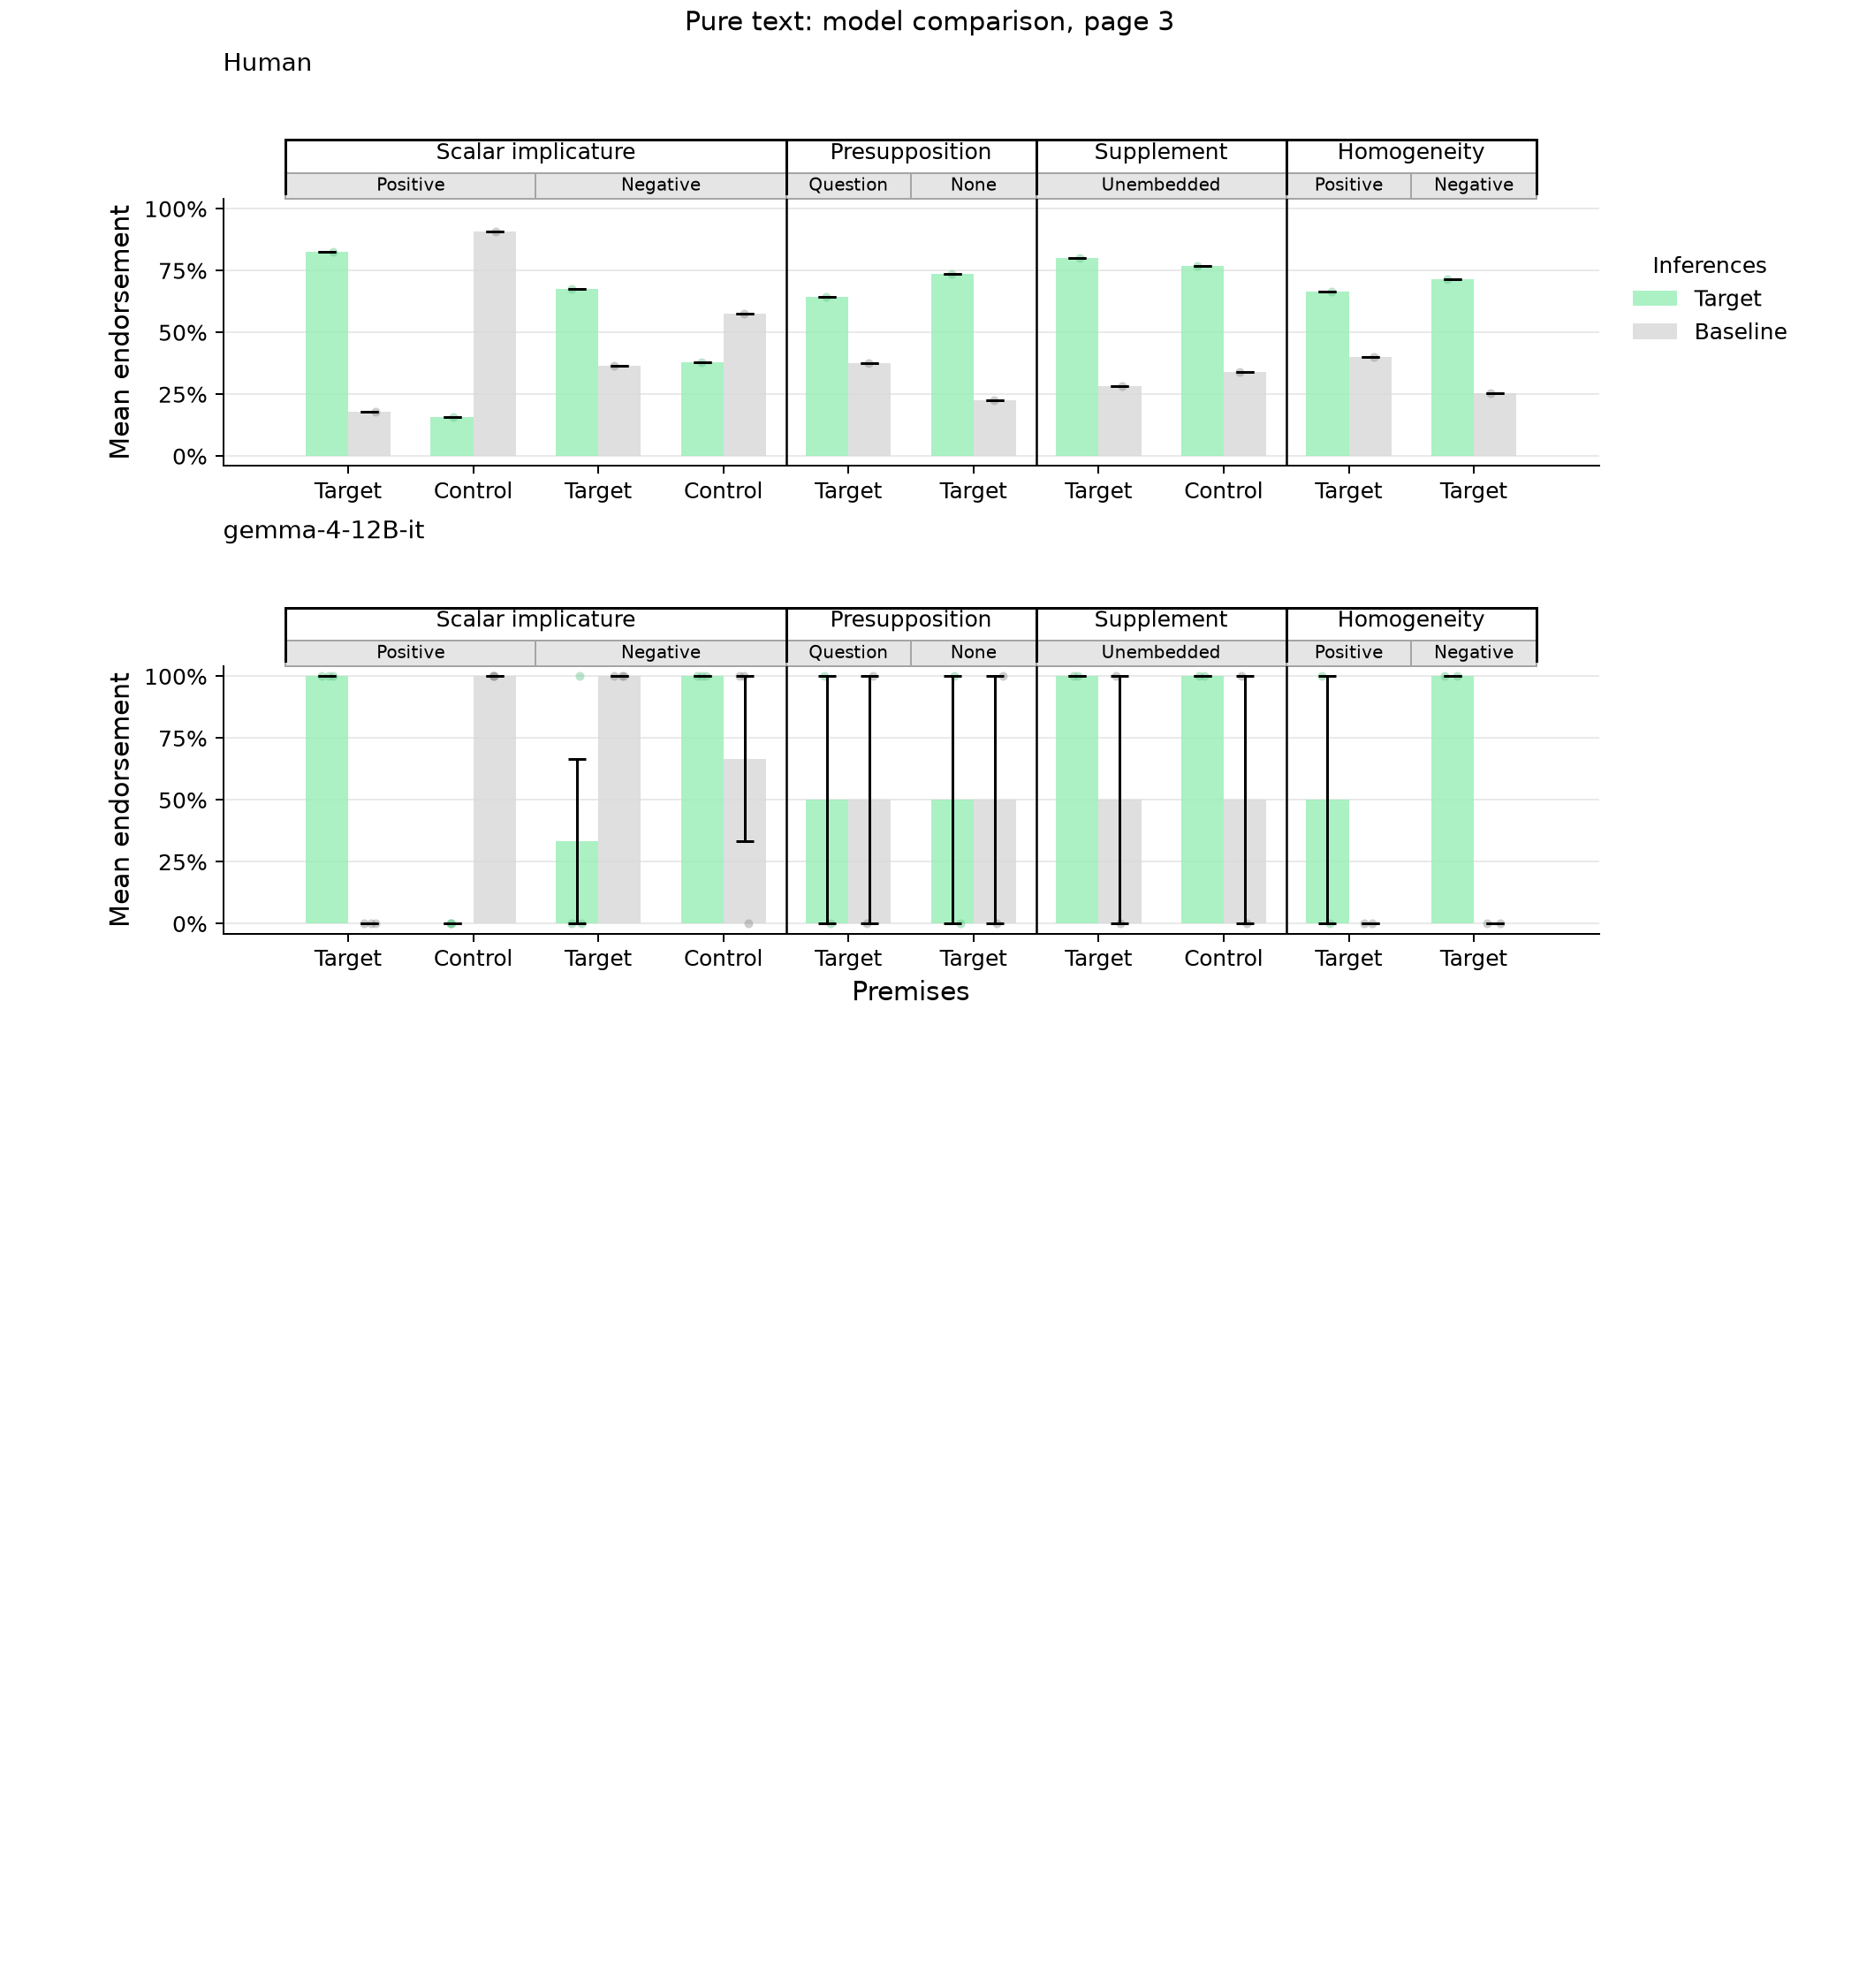 Pure text: model comparison, page 3
Human
Scalar implicature Presupposition Supplement Homogeneity
Positive Negative Question None Unembedded Positive Negative
Mean endorsement
100%
75%
50%
25%
0%
Target Control Target Control Target Target Target Control Target Target
Inferences
Target
Baseline
gemma-4-12B-it
Scalar implicature Presupposition Supplement Homogeneity
Positive Negative Question None Unembedded Positive Negative
Mean endorsement
100%
75%
50%
25%
0%
Target Control Target Control Target Target Target Control Target Target
Premises